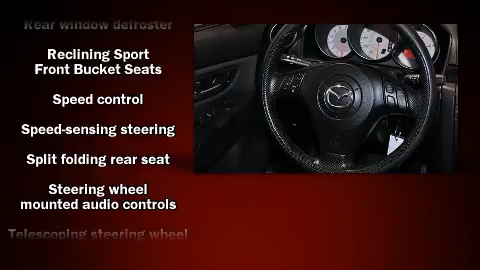 Rear window defroster
Reclining Sport
Front Bucket Seats
Speed control
Speed-sensing steering
Split folding rear seat
Steering wheel
mounted audio controls
Telescoping steering wheel